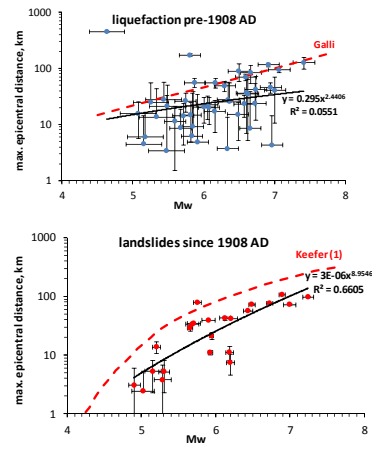 liquefaction pre-1908 AD
1000
100
10
1
4 5 6 7 8
max. epicentral distance, km
Mw
Galli
y = 0.295x^2.4406
R² = 0.0551
landslides since 1908 AD
1000
100
10
1
4 5 6 7 8
max. epicentral distance, km
Mw
Keefer (1)
y = 3E-06x^8.9546
R² = 0.6605